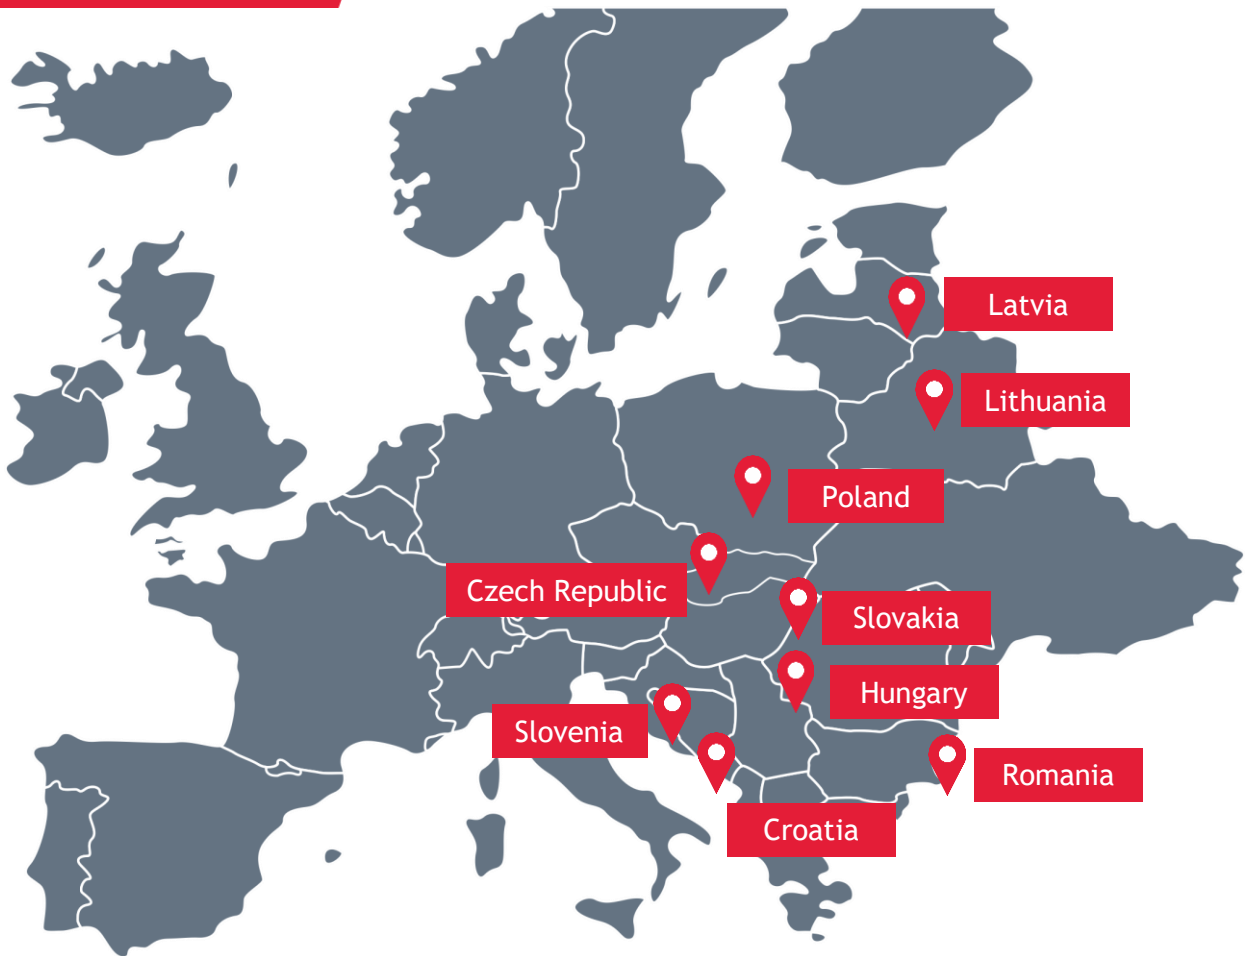 Latvia
Lithuania
Poland
Czech Republic
Slovakia
Hungary
Slovenia
Romania
Croatia